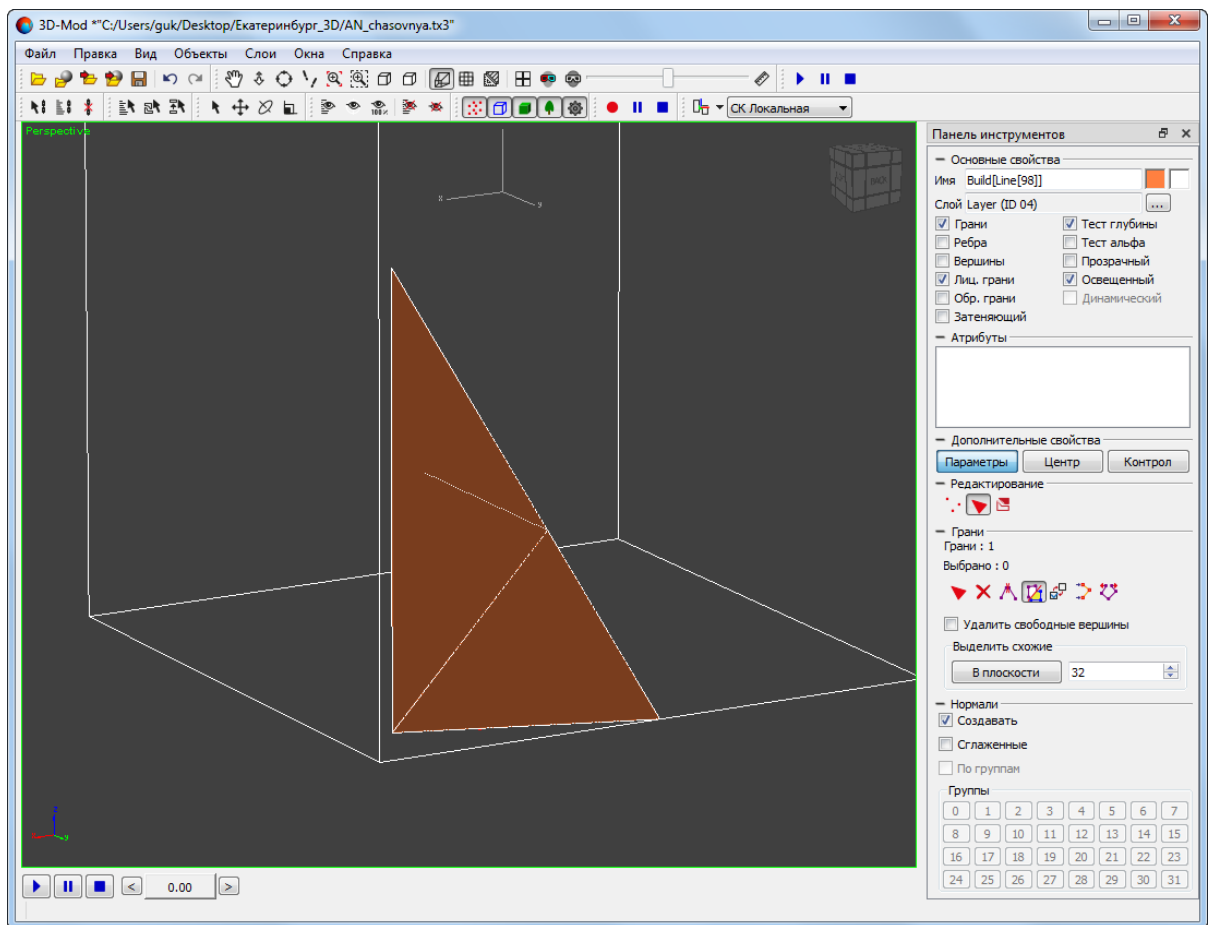 3D-Mod *"C:/Users/guk/Desktop/Екатеринбург_3D/AN_chasovnya.tx3"
Файл Правка Вид Объекты Слои Окна Справка
100%
СК Локальная
Perspective
x
y
BACK
Панель инструментов
Основные свойства
Имя Build[Line[98]]
Слой Layer (ID 04) ...
Грани Тест глубины
Ребра Тест альфа
Вершины Прозрачный
Лиц. грани Освещенный
Обр. грани Динамический
Затеняющий
Атрибуты
Дополнительные свойства
Параметры Центр Контрол
Редактирование
Грани
Грани : 1
Выбрано : 0
Удалить свободные вершины
Выделить схожие
В плоскости 32
Нормали
Создавать
Сглаженные
По группам
Группы
0 1 2 3 4 5 6 7
8 9 10 11 12 13 14 15
16 17 18 19 20 21 22 23
24 25 26 27 28 29 30 31
z
x
y
< 0.00 >